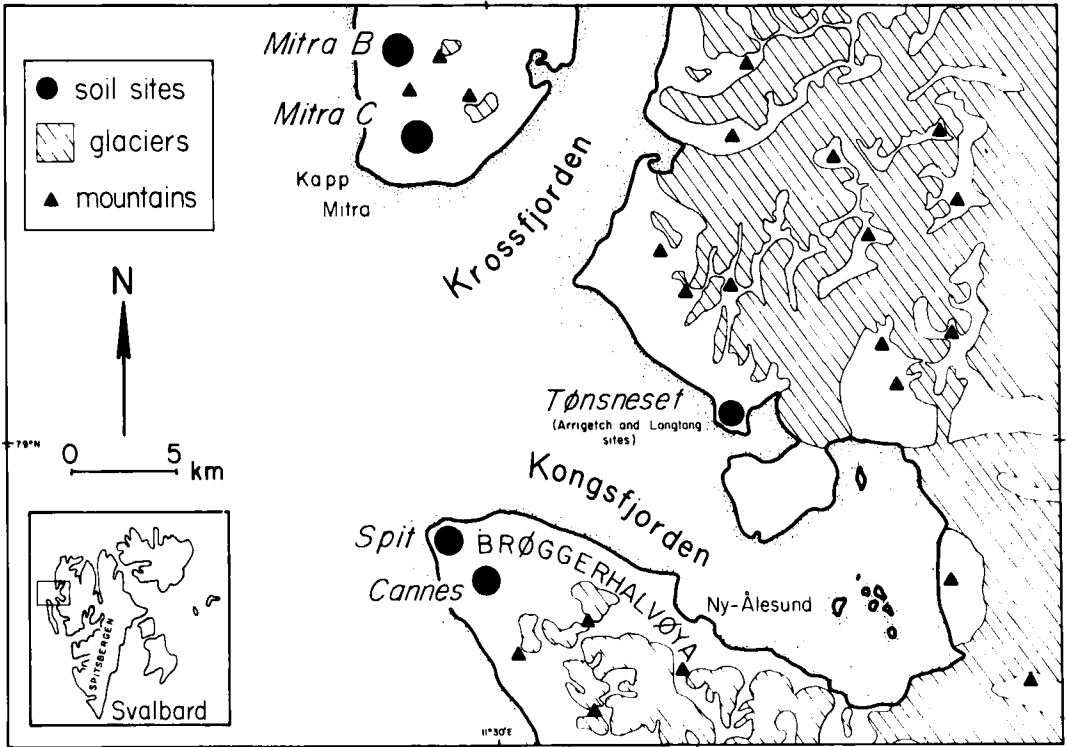 Mitra B
soil sites
glaciers
mountains
Mitra C
Kapp
Mitra
Krossfjorden
N
Tønsneset
(Arrigetch and Longtang
sites)
79°N
0 5
km
Kongsfjorden
Spit
BRØGGERHALVØYA
Cannes
Ny-Ålesund
SPITSBERGEN
Svalbard
11°30'E